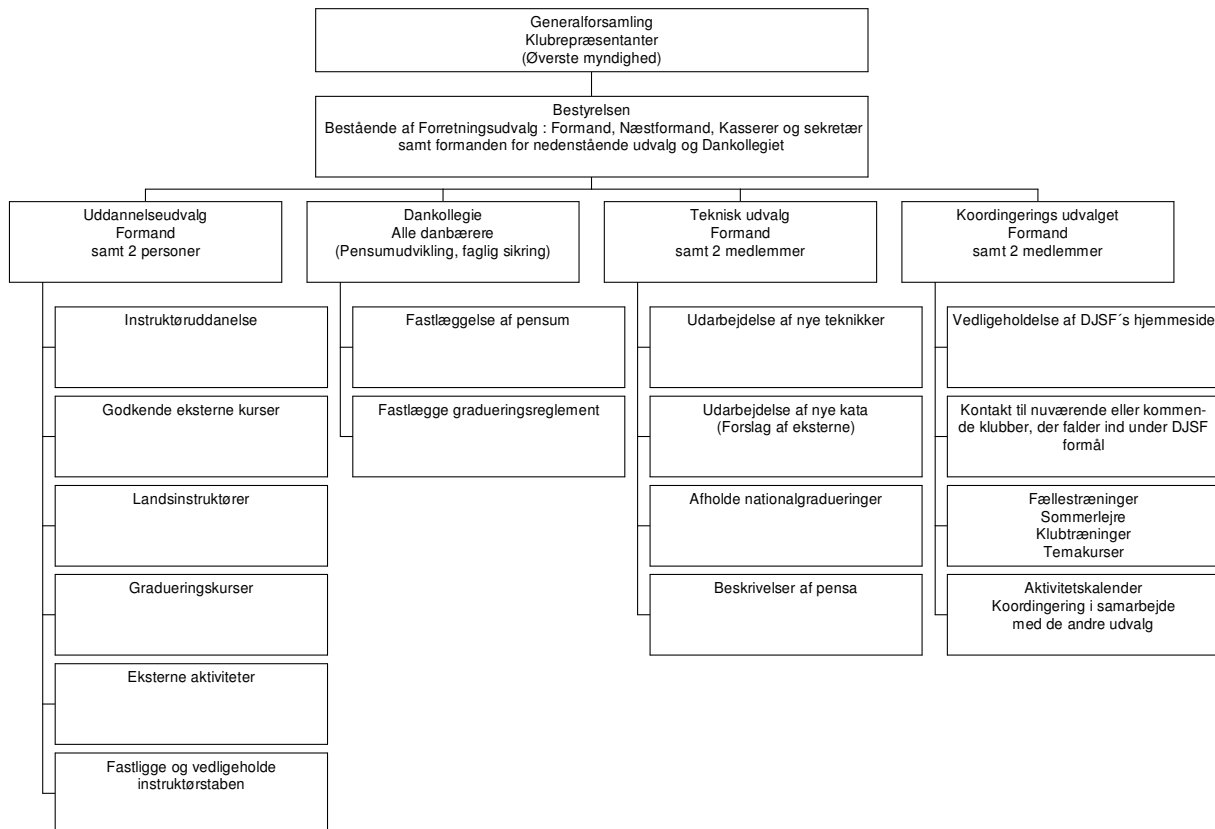 Generalforsamling
Klubrepræsentanter
(Øverste myndighed)
Bestyrelsen
Bestående af Forretningsudvalg : Formand, Næstformand, Kasserer og sekretær
samt formanden for nedenstående udvalg og Dankollegiet
Uddannelseudvalg
Formand
samt 2 personer
Instruktøruddanelse
Godkende eksterne kurser
Landsinstruktører
Gradueringskurser
Eksterne aktiviteter
Fastligge og vedligeholde
instruktørstaben
Dankollegie
Alle danbærere
(Pensumudvikling, faglig sikring)
Fastlæggelse af pensum
Fastlægge gradueringsreglement
Teknisk udvalg
Formand
samt 2 medlemmer
Udarbejdelse af nye teknikker
Udarbejdelse af nye kata
(Forslag af eksterne)
Afholde nationalgradueringer
Beskrivelser af pensa
Koordingerings udvalget
Formand
samt 2 medlemmer
Vedligeholdelse af DJSF´s hjemmeside
Kontakt til nuværende eller kommen-
de klubber, der falder ind under DJSF
formål
Fællestræninger
Sommerlejre
Klubtræninger
Temakurser
Aktivitetskalender
Koordingering i samarbejde
med de andre udvalg